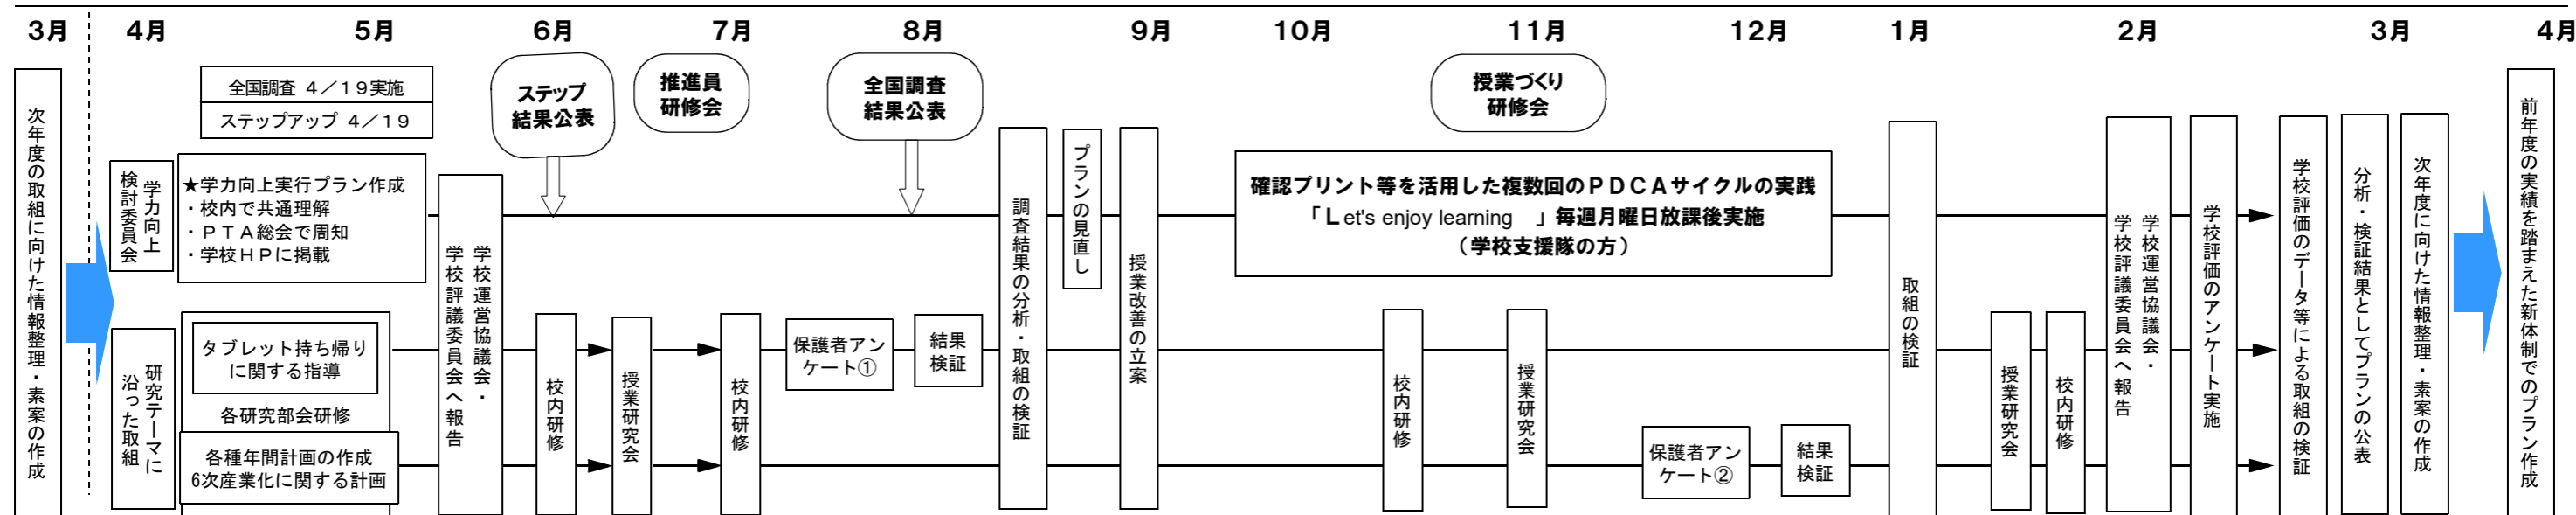 3月
4月
5月
6月
7月
8月
9月
10月
11月
12月
1月
2月
3月
4月
次年度の取組に向けた情報整理・素案の作成
全国調査 4/19実施
ステップアップ 4/19
学力向上
検討委員会
★学力向上実行プラン作成
・校内で共通理解
・PTA総会で周知
・学校HPに掲載
研究テーマに
沿った取組
タブレット持ち帰り
に関する指導
各研究部会研修
各種年間計画の作成
6次産業化に関する計画
学校運営協議会・
学校評議委員会へ報告
ステップ
結果公表
校内研修
授業研究会
推進員
研修会
校内研修
保護者アン
ケート①
全国調査
結果公表
結果
検証
調査結果の分析・取組の検証
プランの見直し
授業改善の立案
確認プリント等を活用した複数回のPDCAサイクルの実践
「Let's enjoy learning 」毎週月曜日放課後実施
(学校支援隊の方)
校内研修
授業づくり
研修会
授業研究会
保護者アン
ケート②
結果
検証
取組の検証
授業研究会
校内研修
学校運営協議会・
学校評議委員会へ報告
学校評価のアンケート実施
学校評価のデータ等による取組の検証
分析・検証結果としてプランの公表
次年度に向けた情報整理・素案の作成
前年度の実績を踏まえた新体制でのプラン作成